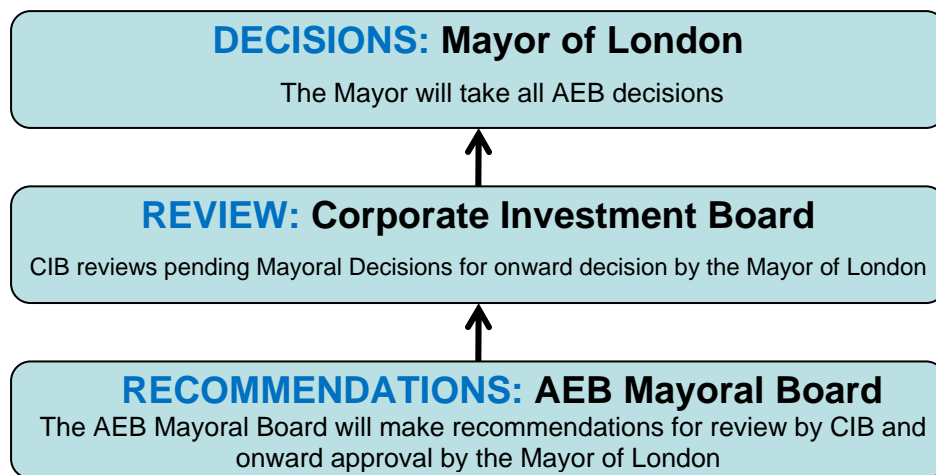 DECISIONS: Mayor of London
The Mayor will take all AEB decisions
REVIEW: Corporate Investment Board
CIB reviews pending Mayoral Decisions for onward decision by the Mayor of London
RECOMMENDATIONS: AEB Mayoral Board
The AEB Mayoral Board will make recommendations for review by CIB and
onward approval by the Mayor of London